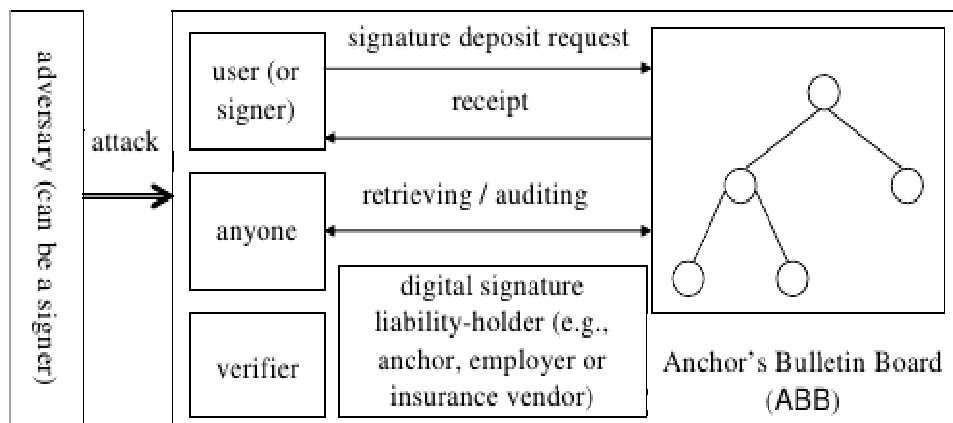 adversary (can be a signer)
attack
user (or
signer)
signature deposit request
receipt
anyone
retrieving / auditing
verifier
digital signature
liability-holder (e.g.,
anchor, employer or
insurance vendor)
Anchor's Bulletin Board
(ABB)